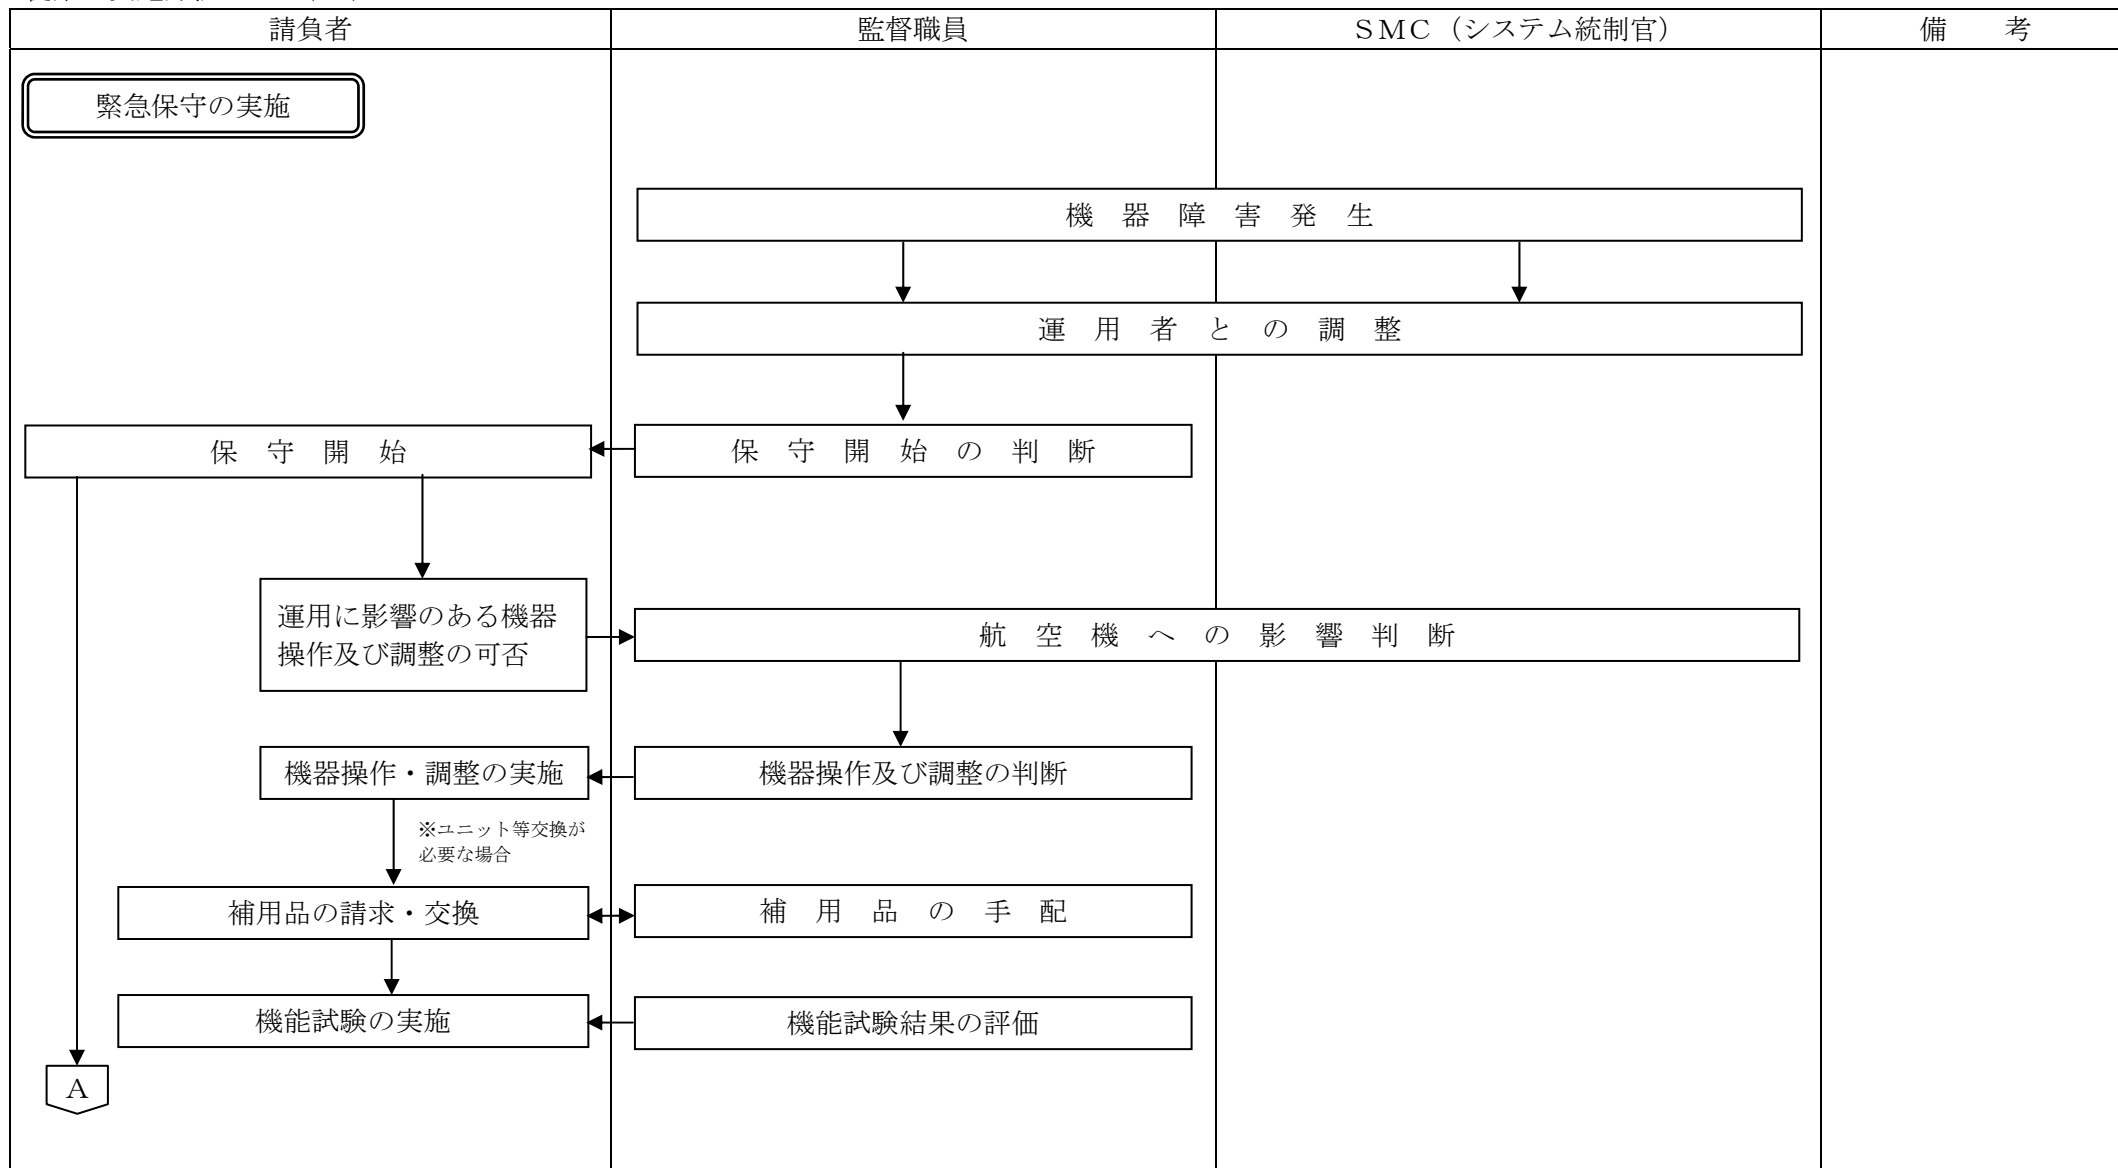 請負者
監督職員
ＳＭＣ（システム統制官）
備　考
緊急保守の実施
機器障害発生
運用者との調整
保守開始
保守開始の判断
運用に影響のある機器
操作及び調整の可否
航空機への影響判断
機器操作・調整の実施
機器操作及び調整の判断
※ユニット等交換が
必要な場合
補用品の請求・交換
補用品の手配
機能試験の実施
機能試験結果の評価
A